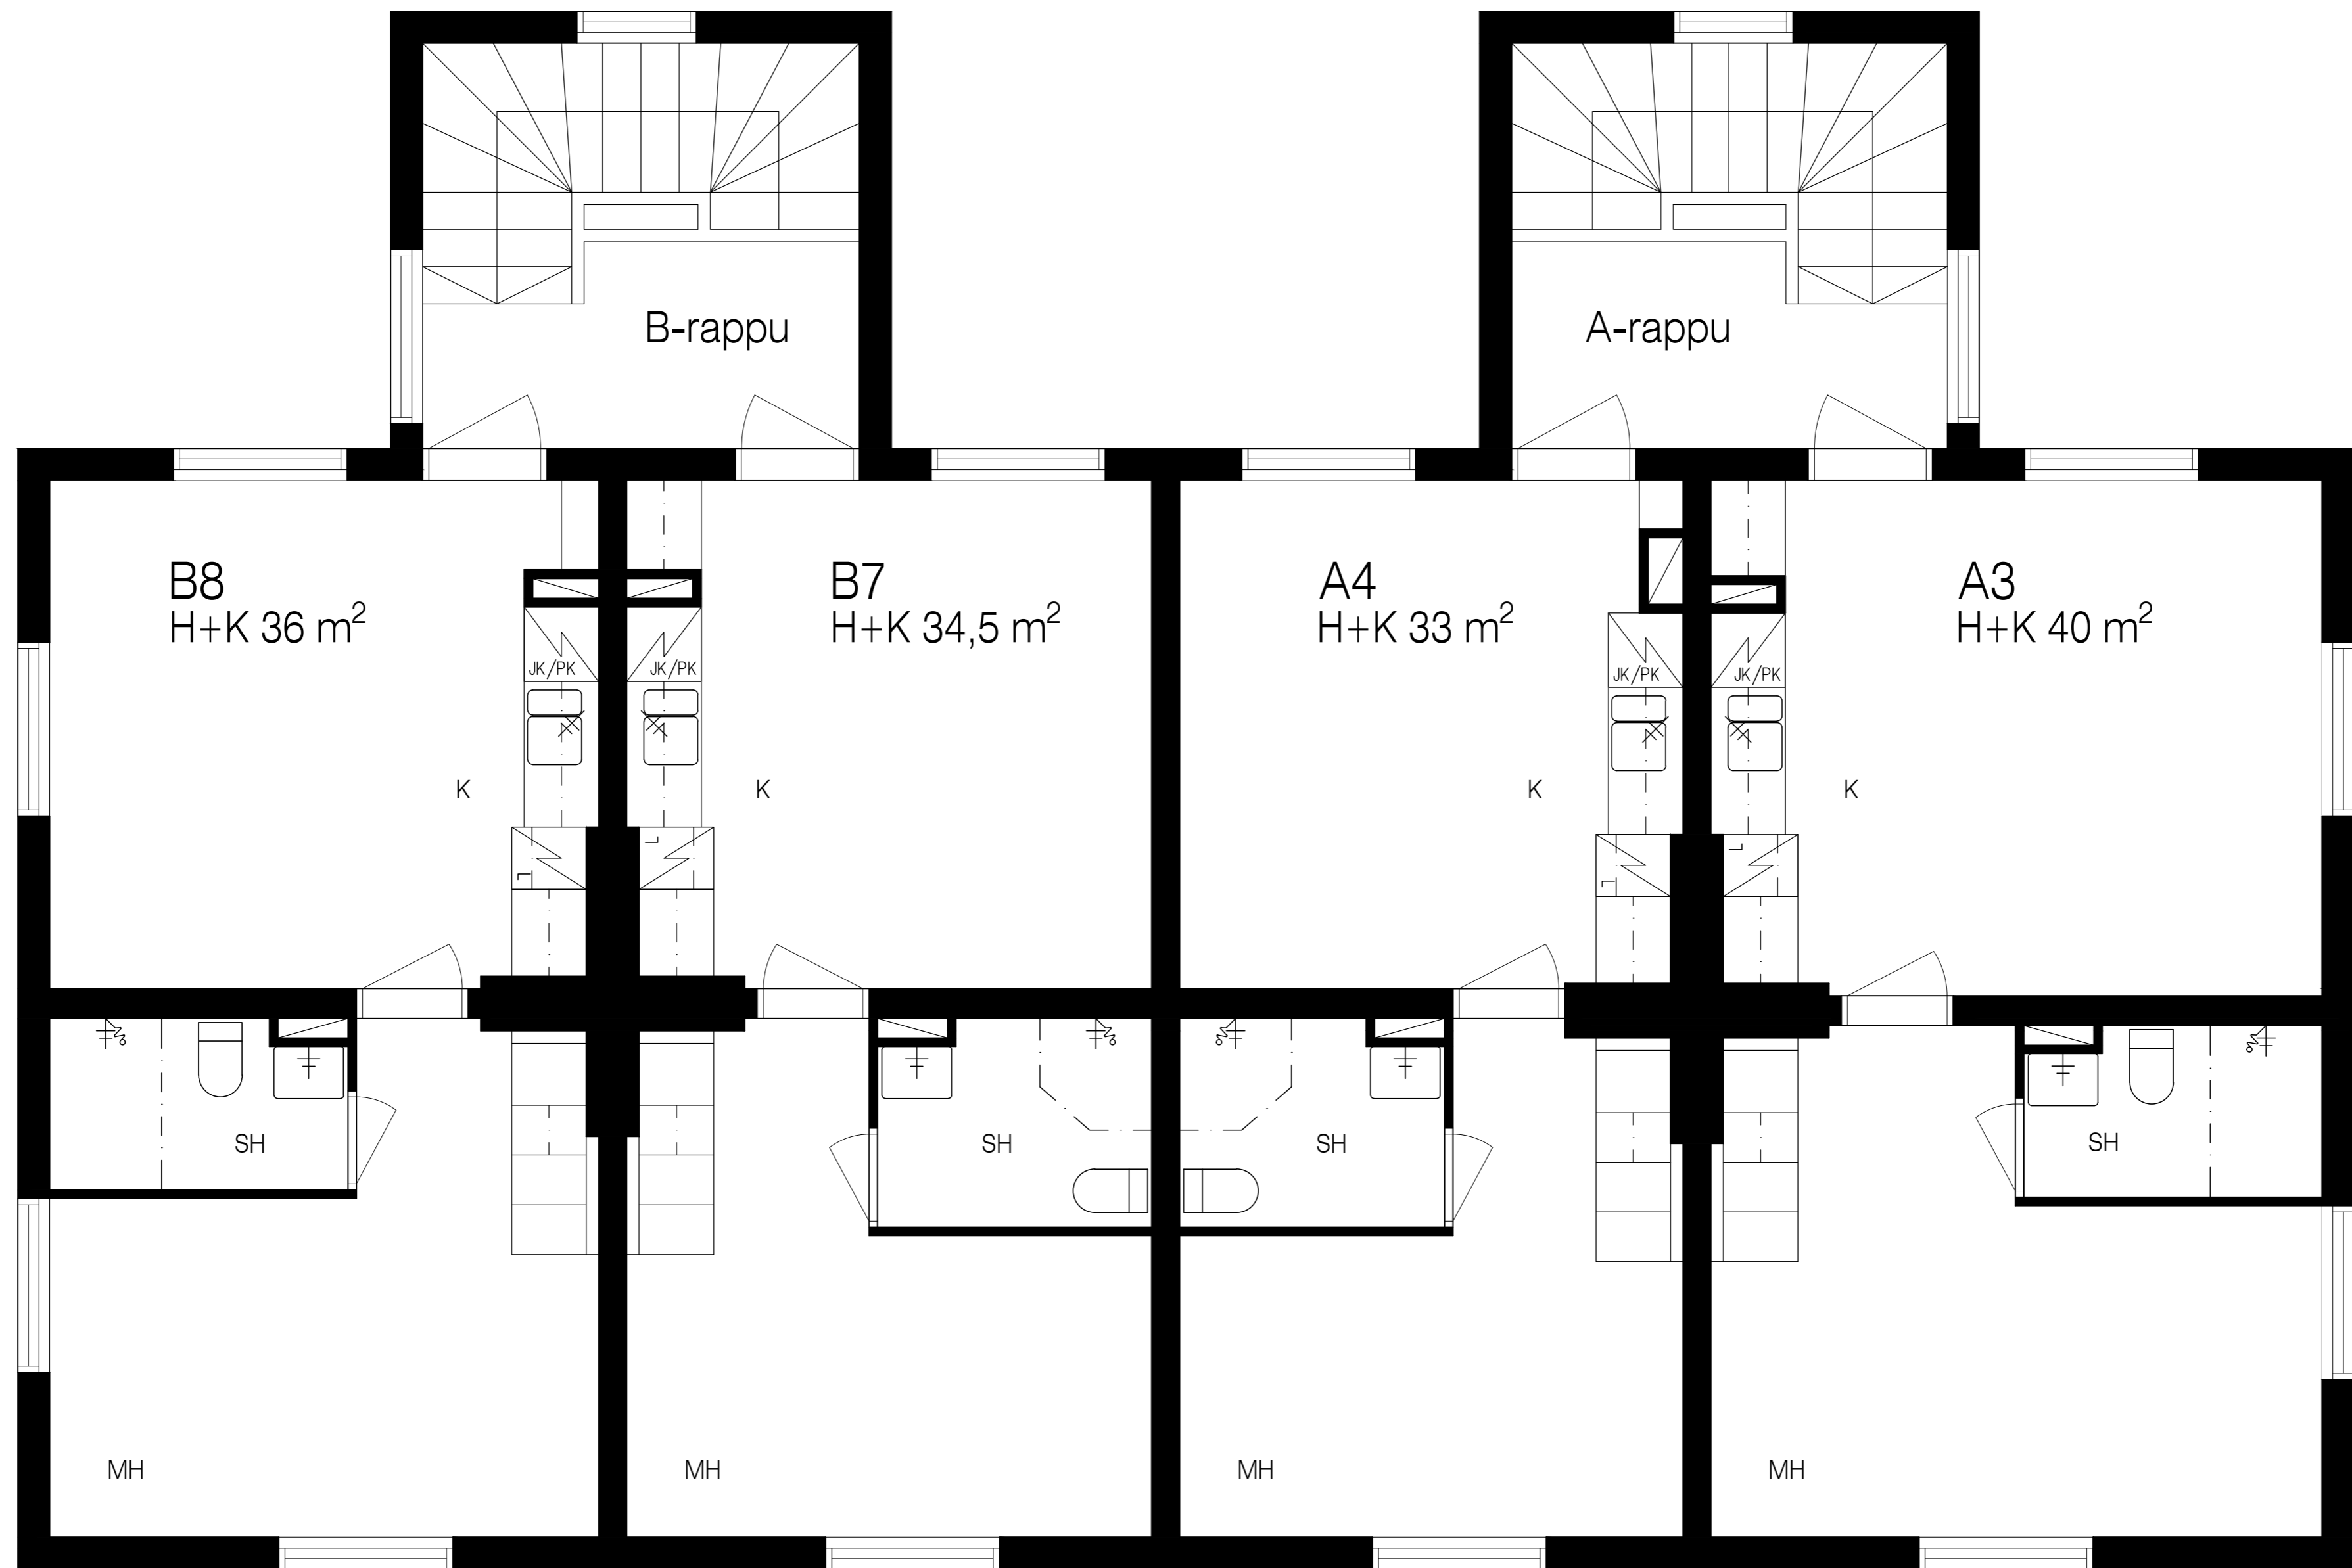 B-rappu
A-rappu
B8
H+K 36 m²
B7
H+K 34,5 m²
A4
H+K 33 m²
A3
H+K 40 m²
JK/PK
JK/PK
JK/PK
JK/PK
K
K
K
K
L
L
L
L
SH
SH
SH
SH
MH
MH
MH
MH